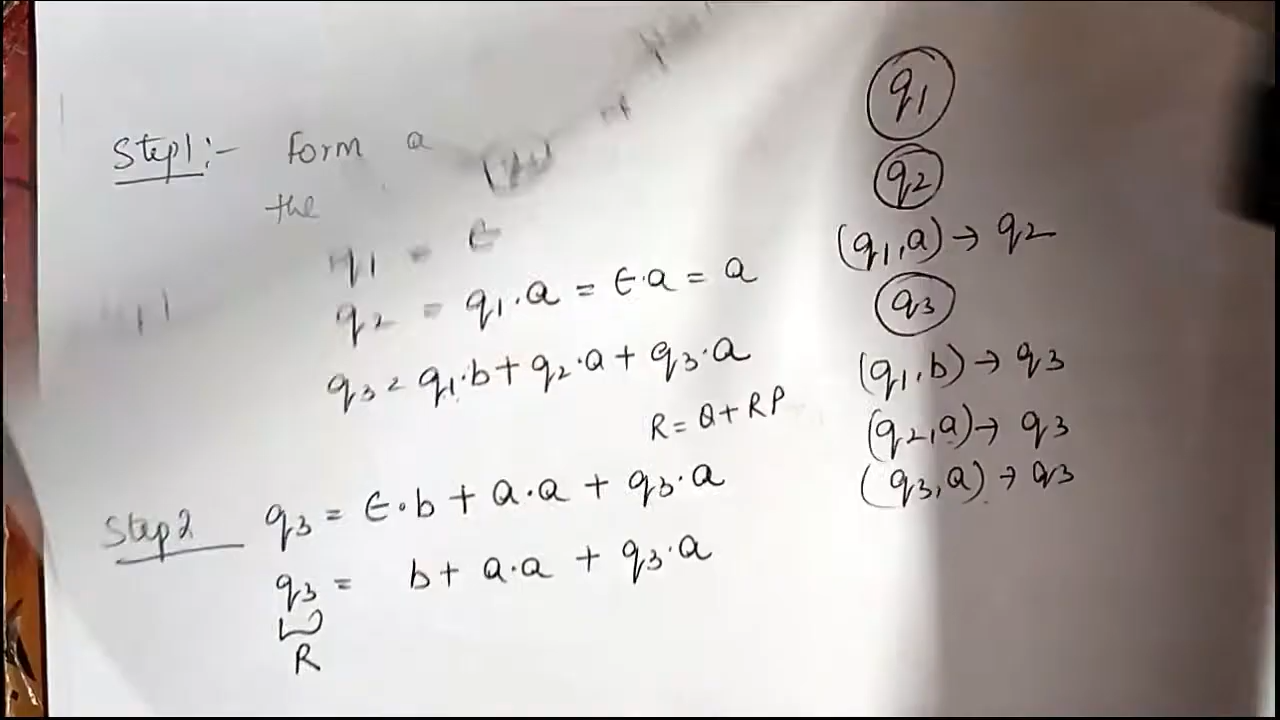 Step1:- Form a
the
q1 = ε
q2 = q1.a = ε.a = a
q3 = q1.b + q2.a + q3.a
R = Q + RP
Step2 q3 = ε.b + a.a + q3.a
q3 = b + a.a + q3.a
R
q1
q2
(q1,a) → q2
q3
(q1,b) → q3
(q2,a) → q3
(q3,a) → q3